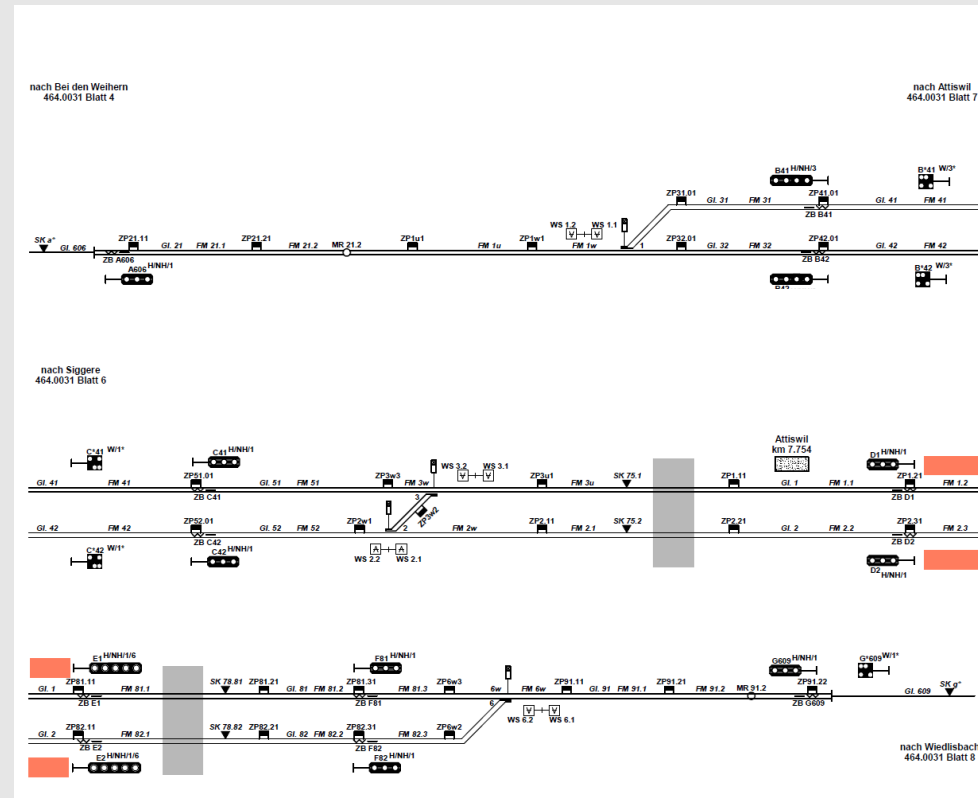 nach Bei den Weihern
464.0031 Blatt 4
nach Attiswil
464.0031 Blatt 7
B41 H/NH/3
B*41 W/3*
ZP31.01
ZP41.01
Gl. 31 FM 31
Gl. 41 FM 41
ZB B41
WS 1.2 WS 1.1
SK a*
Gl. 606
ZP21.11
Gl. 21 FM 21.1
ZP21.21
FM 21.2
MR 21.2
ZP1u1
FM 1u
ZP1w1
FM 1w
1
ZP32.01
Gl. 32 FM 32
ZP42.01
Gl. 42 FM 42
ZB A606
ZB B42
A606 H/NH/1
B*42 W/3*
B42
nach Siggere
464.0031 Blatt 6
C*41 W/1*
C41 H/NH/1
WS 3.2 WS 3.1
Attiswil
km 7.754
D1 H/NH/1
Gl. 41 FM 41
ZP51.01
Gl. 51 FM 51
ZP3w3
FM 3w
ZP3u1
FM 3u
SK 75.1
ZP1.11
Gl. 1 FM 1.1
ZP1.21
FM 1.2
ZB C41
3
ZB D1
ZP3w2
Gl. 42 FM 42
ZP52.01
Gl. 52 FM 52
ZP2w1
2
FM 2w
ZP2.11
FM 2.1
SK 75.2
ZP2.21
Gl. 2 FM 2.2
ZP2.31
FM 2.3
ZB C42
ZB D2
C*42 W/1*
C42 H/NH/1
WS 2.2 WS 2.1
D2 H/NH/1
E1 H/NH/1/6
F81 H/NH/1
G609 H/NH/1
G*609 W/1*
Gl. 1
ZP81.11
FM 81.1
SK 78.81
ZP81.21
Gl. 81 FM 81.2
ZP81.31
FM 81.3
ZP6w3
6w
FM 6w
ZP91.11
Gl. 91 FM 91.1
ZP91.21
FM 91.2
MR 91.2
ZP91.22
Gl. 609
SK g*
ZB E1
ZB F81
6
ZB G609
WS 6.2 WS 6.1
Gl. 2
ZP82.11
FM 82.1
SK 78.82
ZP82.21
Gl. 82 FM 82.2
ZP82.31
FM 82.3
ZP6w2
ZB E2
ZB F82
E2 H/NH/1/6
F82 H/NH/1
nach Wiedlisbach
464.0031 Blatt 8